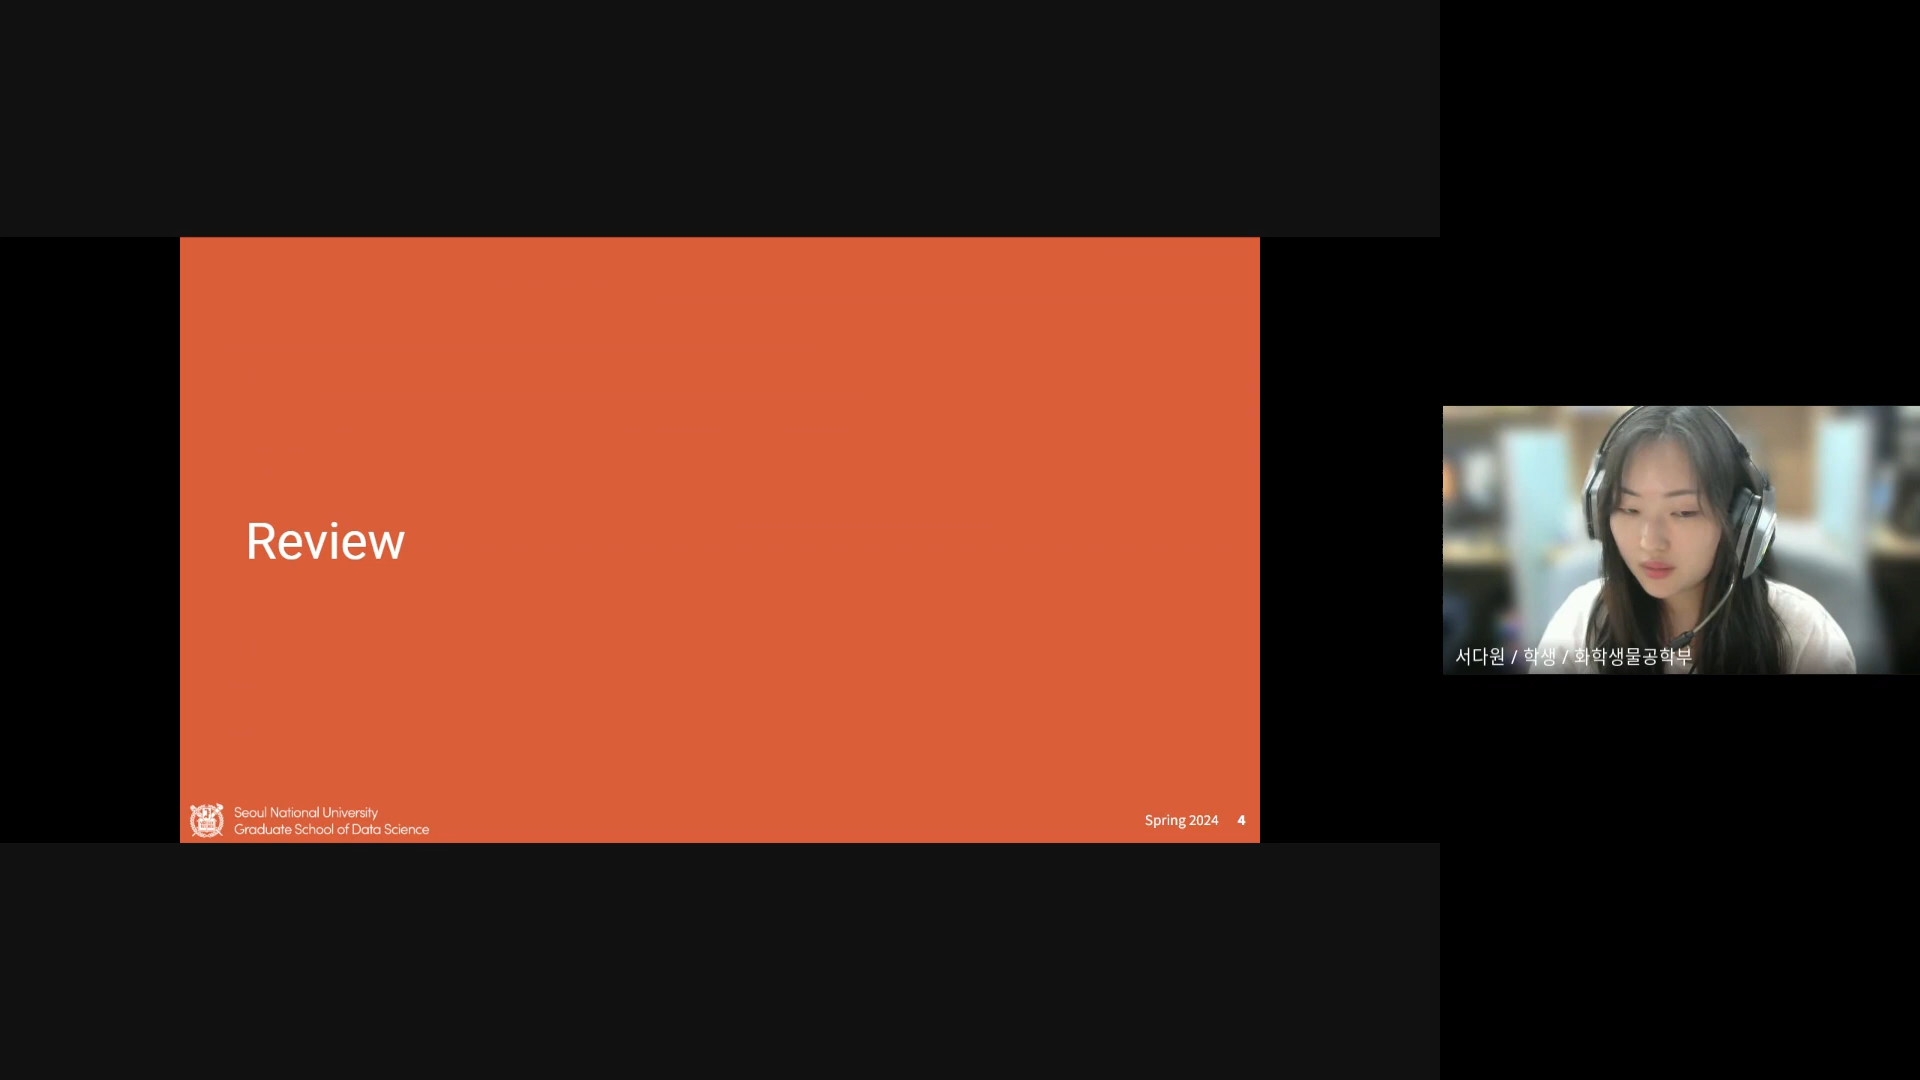 Review
Seoul National University
Graduate School of Data Science
Spring 2024 4
서다원 / 학생 / 화학생물공학부